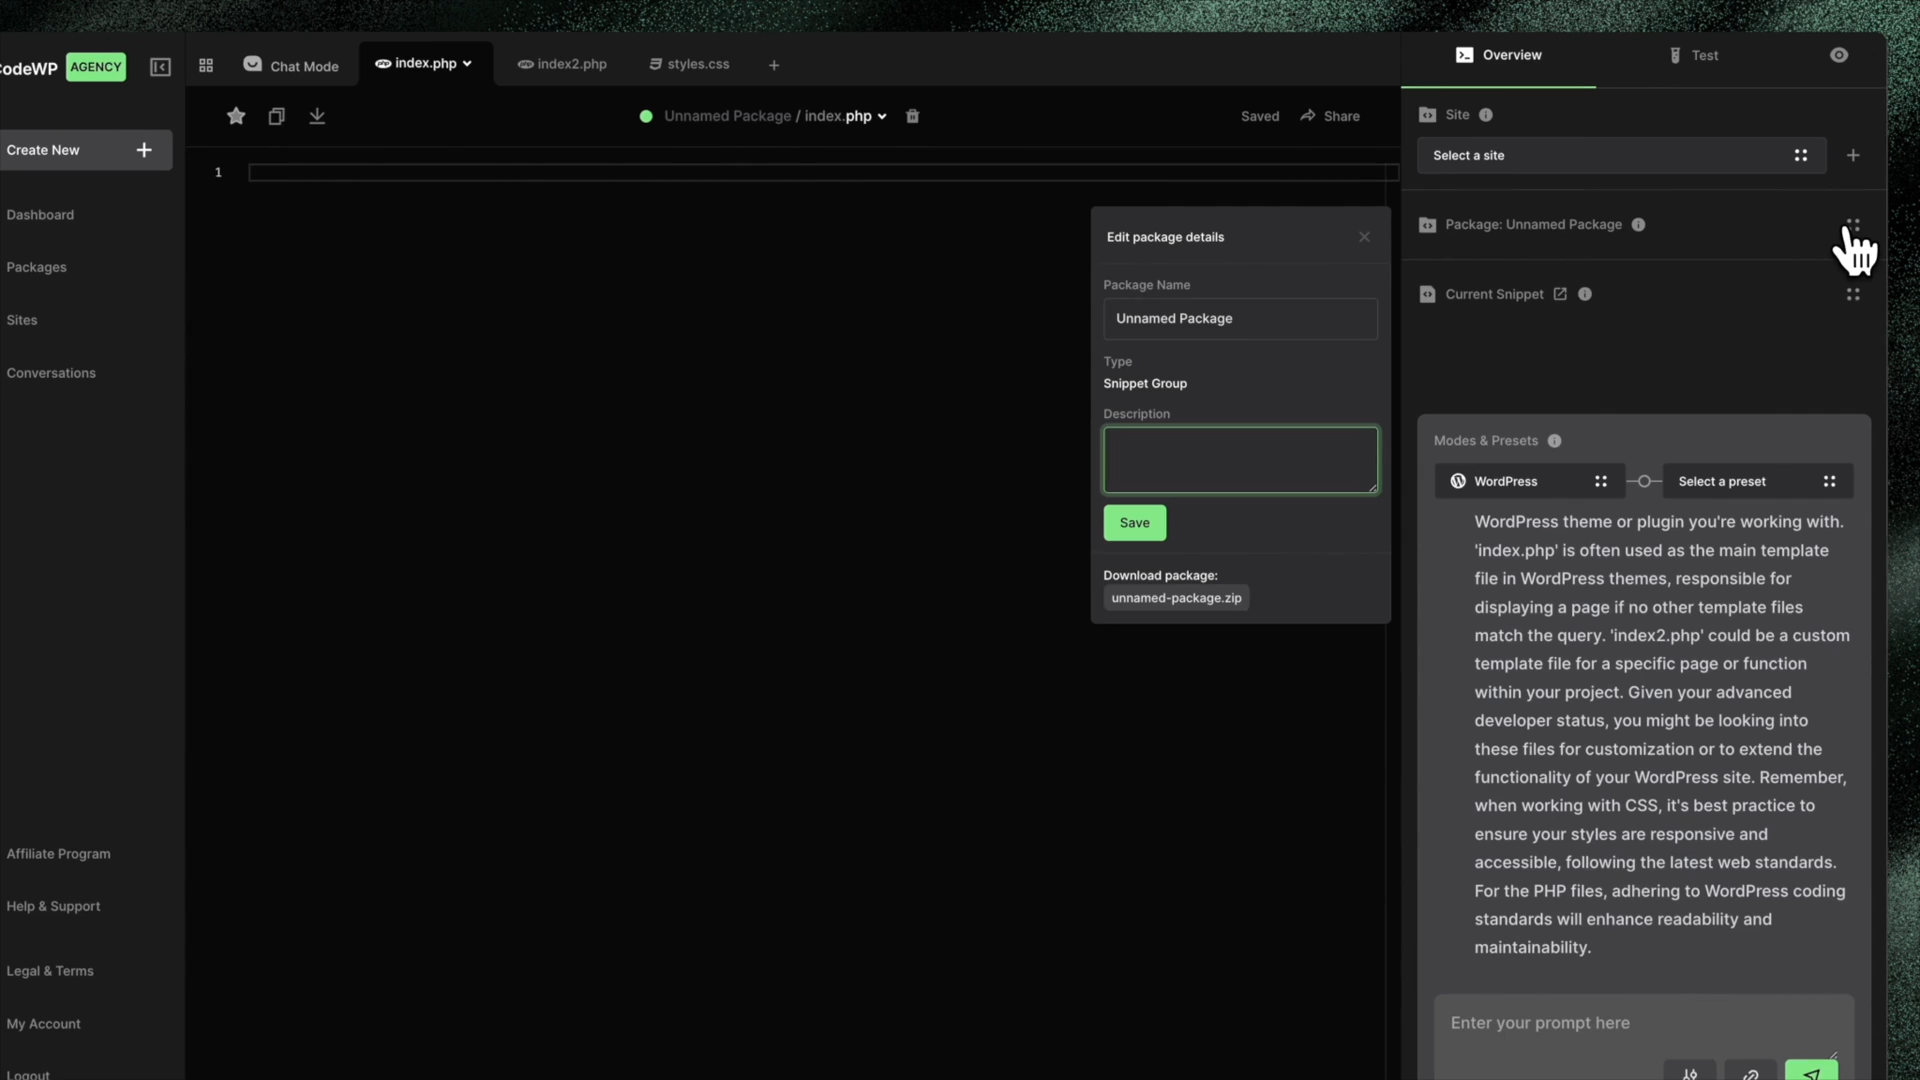 CodeWP AGENCY
Chat Mode
index.php
index2.php
styles.css
Overview
Test
Create New
Unnamed Package / index.php
Saved
Share
Site
Select a site
1
Dashboard
Packages
Sites
Conversations
Edit package details
Package Name
Unnamed Package
Type
Snippet Group
Description
Save
Download package:
unnamed-package.zip
Package: Unnamed Package
Current Snippet
Modes & Presets
WordPress
Select a preset
WordPress theme or plugin you're working with.
'index.php' is often used as the main template
file in WordPress themes, responsible for
displaying a page if no other template files
match the query. 'index2.php' could be a custom
template file for a specific page or function
within your project. Given your advanced
developer status, you might be looking into
these files for customization or to extend the
functionality of your WordPress site. Remember,
when working with CSS, it's best practice to
ensure your styles are responsive and
accessible, following the latest web standards.
For the PHP files, adhering to WordPress coding
standards will enhance readability and
maintainability.
Enter your prompt here
Affiliate Program
Help & Support
Legal & Terms
My Account
Logout